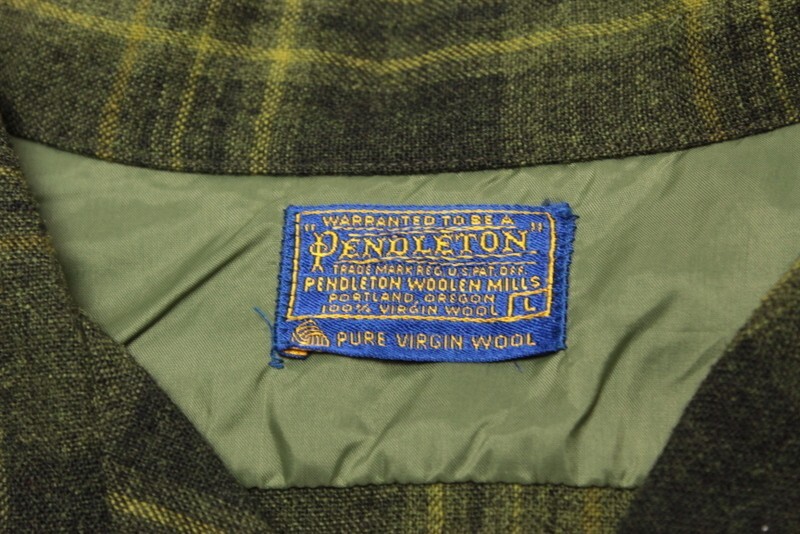 WARRANTED TO BE A
"PENDLETON"
TRADE MARK REG. U.S. PAT. OFF.
PENDLETON WOOLEN MILLS
PORTLAND, OREGON
100% VIRGIN WOOL L
PURE VIRGIN WOOL